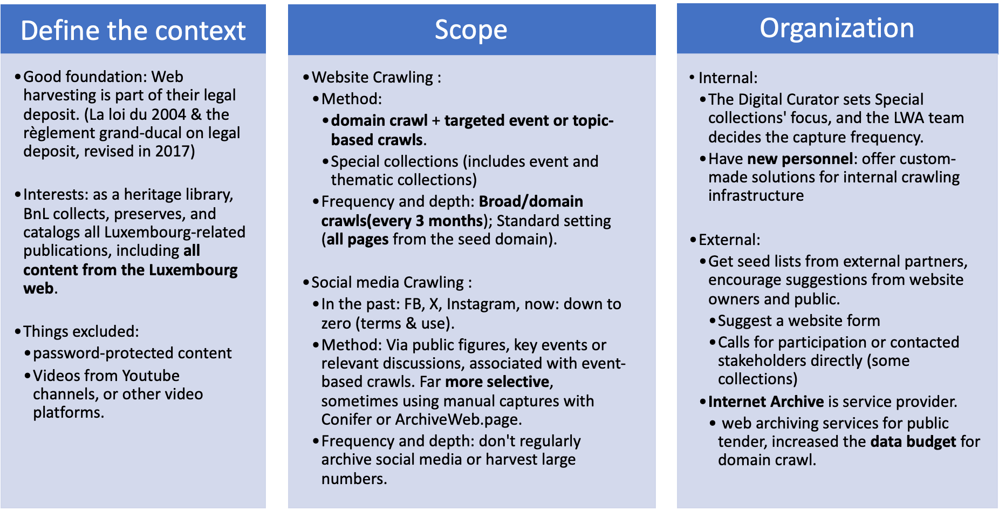 Define the context
•Good foundation: Web
harvesting is part of their legal
deposit. (La loi du 2004 & the
règlement grand-ducal on legal
deposit, revised in 2017)
•Interests: as a heritage library,
BnL collects, preserves, and
catalogs all Luxembourg-related
publications, including all
content from the Luxembourg
web.
•Things excluded:
•password-protected content
•Videos from Youtube
channels, or other video
platforms.
Scope
•Website Crawling :
•Method:
•domain crawl + targeted event or topic-
based crawls.
•Special collections (includes event and
thematic collections)
•Frequency and depth: Broad/domain
crawls(every 3 months); Standard setting
(all pages from the seed domain).
•Social media Crawling :
•In the past: FB, X, Instagram, now: down to
zero (terms & use).
•Method: Via public figures, key events or
relevant discussions, associated with event-
based crawls. Far more selective,
sometimes using manual captures with
Conifer or ArchiveWeb.page.
•Frequency and depth: don't regularly
archive social media or harvest large
numbers.
Organization
• Internal:
•The Digital Curator sets Special
collections' focus, and the LWA team
decides the capture frequency.
•Have new personnel: offer custom-
made solutions for internal crawling
infrastructure
•External:
•Get seed lists from external partners,
encourage suggestions from website
owners and public.
•Suggest a website form
•Calls for participation or contacted
stakeholders directly (some
collections)
•Internet Archive is service provider.
• web archiving services for public
tender, increased the data budget for
domain crawl.